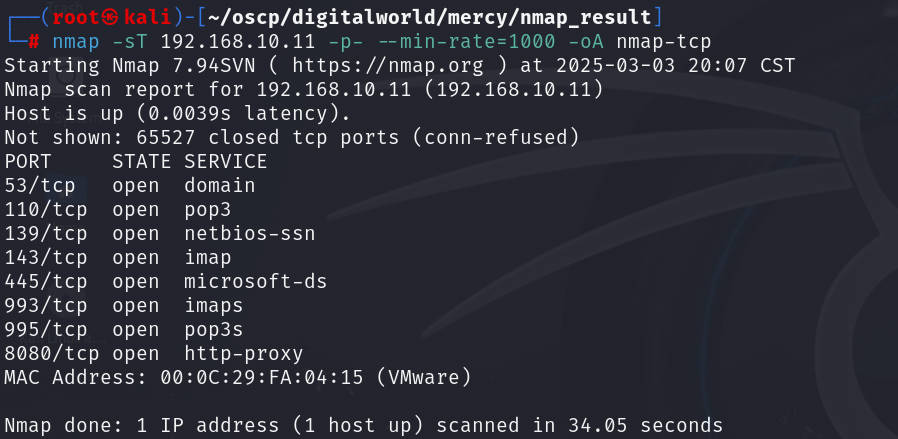 ┌──(root㉿kali)-[~/oscp/digitalworld/mercy/nmap_result]
└─# nmap -sT 192.168.10.11 -p- --min-rate=1000 -oA nmap-tcp
Starting Nmap 7.94SVN ( https://nmap.org ) at 2025-03-03 20:07 CST
Nmap scan report for 192.168.10.11 (192.168.10.11)
Host is up (0.0039s latency).
Not shown: 65527 closed tcp ports (conn-refused)
PORT     STATE SERVICE
53/tcp   open  domain
110/tcp  open  pop3
139/tcp  open  netbios-ssn
143/tcp  open  imap
445/tcp  open  microsoft-ds
993/tcp  open  imaps
995/tcp  open  pop3s
8080/tcp open  http-proxy
MAC Address: 00:0C:29:FA:04:15 (VMware)

Nmap done: 1 IP address (1 host up) scanned in 34.05 seconds